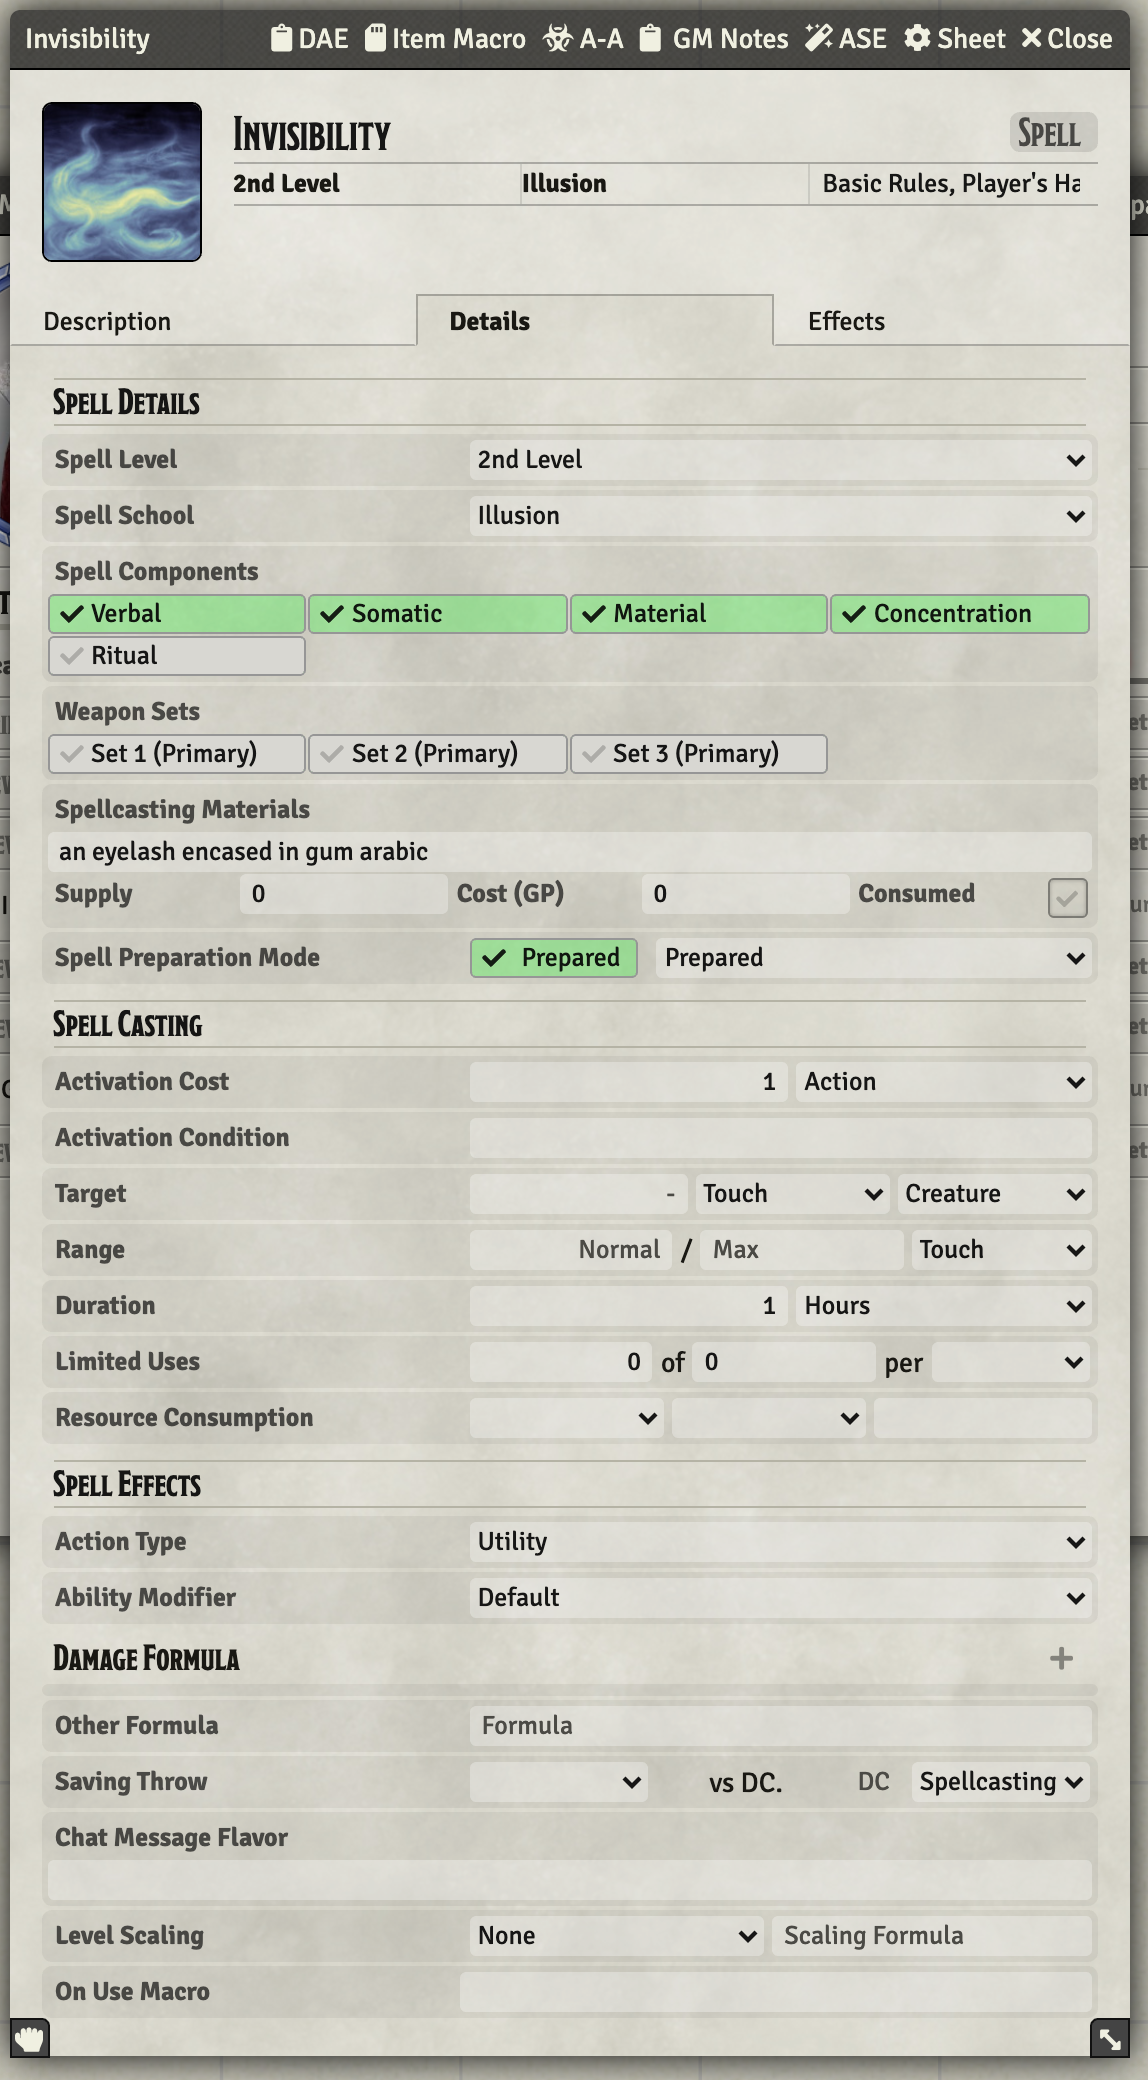 Invisibility DAE Item Macro A-A GM Notes ASE Sheet Close
Invisibility Spell
2nd Level Illusion Basic Rules, Player's Ha
Description Details Effects
Spell Details
Spell Level 2nd Level
Spell School Illusion
Spell Components
Verbal Somatic Material Concentration
Ritual
Weapon Sets
Set 1 (Primary) Set 2 (Primary) Set 3 (Primary)
Spellcasting Materials
an eyelash encased in gum arabic
Supply 0 Cost (GP) 0 Consumed
Spell Preparation Mode Prepared Prepared
Spell Casting
Activation Cost 1 Action
Activation Condition
Target - Touch Creature
Range Normal / Max Touch
Duration 1 Hours
Limited Uses 0 of 0 per
Resource Consumption
Spell Effects
Action Type Utility
Ability Modifier Default
Damage Formula
Other Formula Formula
Saving Throw vs DC. DC Spellcasting
Chat Message Flavor
Level Scaling None Scaling Formula
On Use Macro